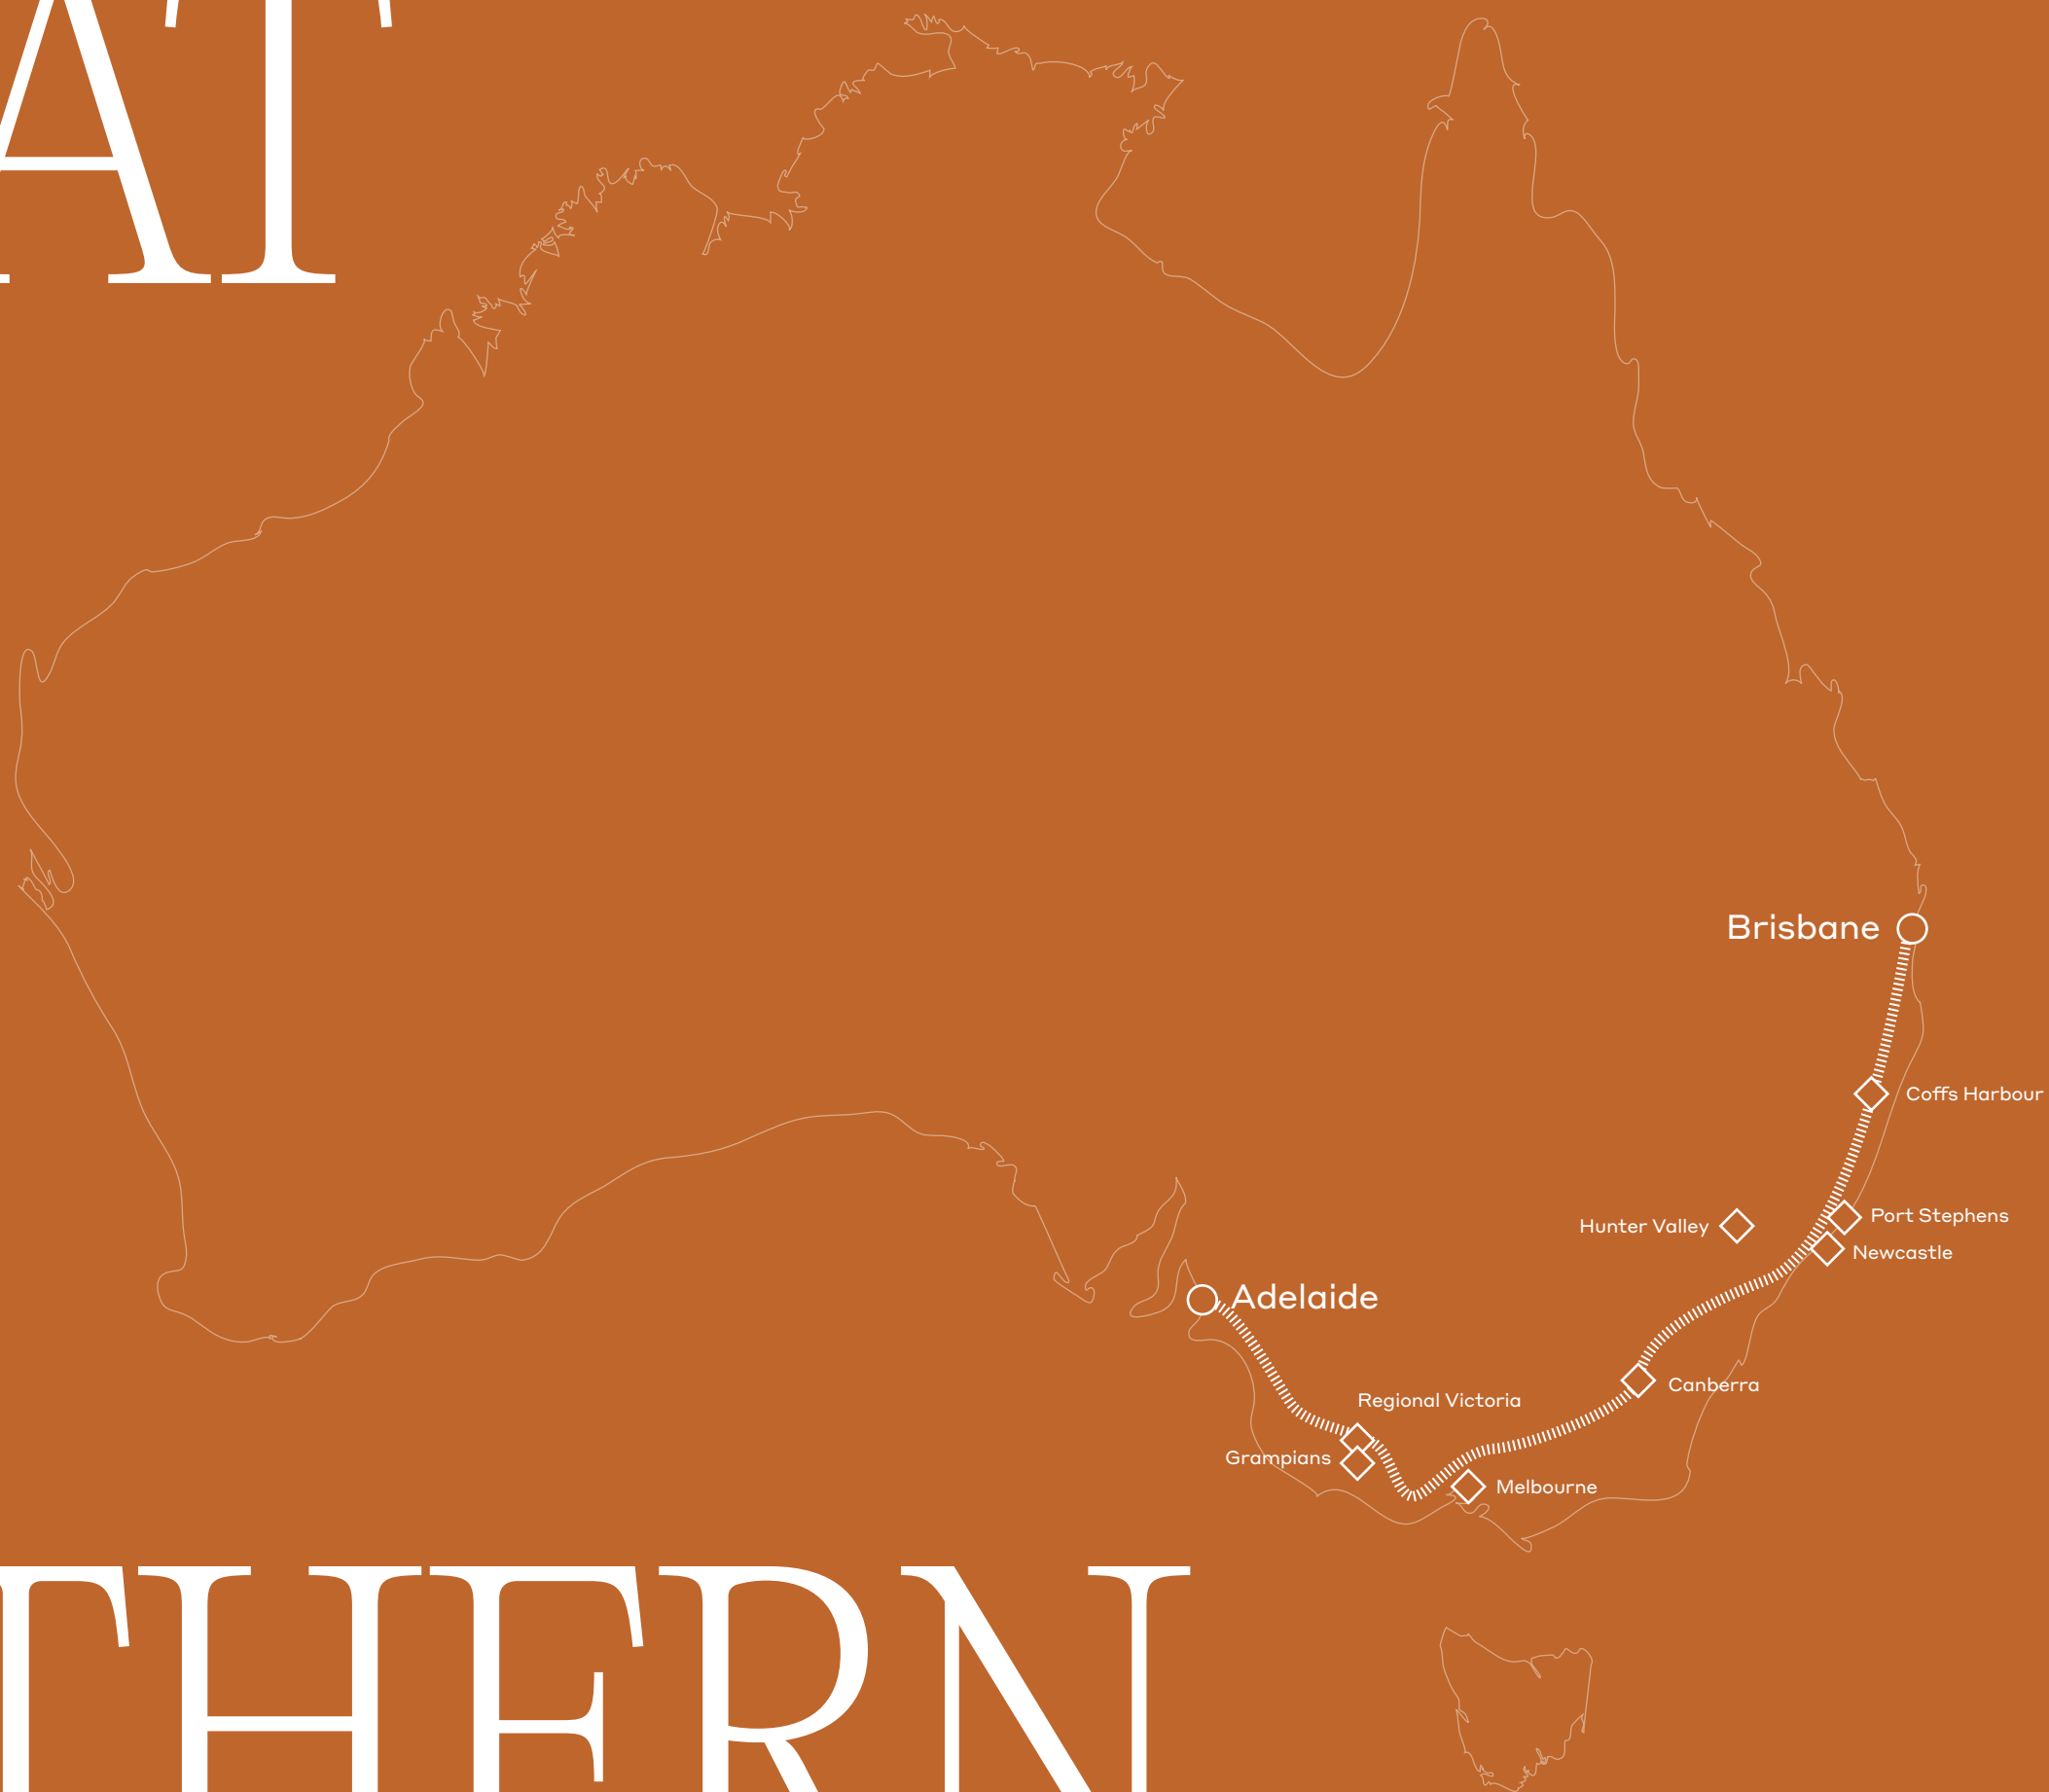 AT
Brisbane
Coffs Harbour
Port Stephens
Hunter Valley
Newcastle
Adelaide
Canberra
Regional Victoria
Grampians
Melbourne
THERN